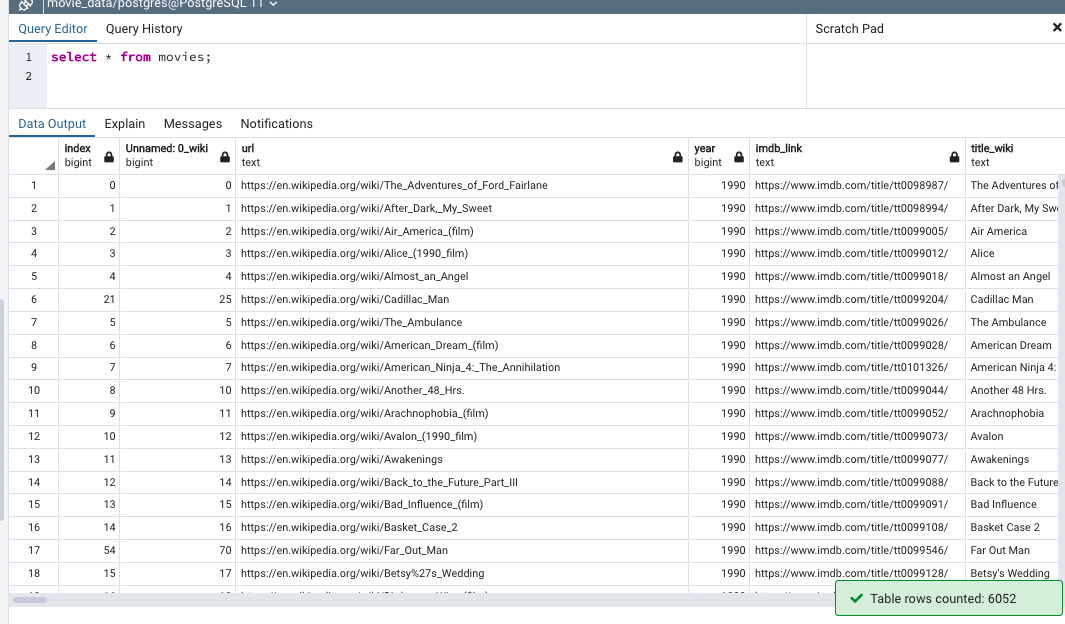 movie_data/postgres@PostgreSQL 11
Query Editor Query History Scratch Pad
1 select * from movies;
2
Data Output Explain Messages Notifications
index Unnamed: 0_wiki url year imdb_link title_wiki
bigint bigint text bigint text text
1 0 0 https://en.wikipedia.org/wiki/The_Adventures_of_Ford_Fairlane 1990 https://www.imdb.com/title/tt0098987/ The Adventures of
2 1 1 https://en.wikipedia.org/wiki/After_Dark,_My_Sweet 1990 https://www.imdb.com/title/tt0098994/ After Dark, My Swe
3 2 2 https://en.wikipedia.org/wiki/Air_America_(film) 1990 https://www.imdb.com/title/tt0099005/ Air America
4 3 3 https://en.wikipedia.org/wiki/Alice_(1990_film) 1990 https://www.imdb.com/title/tt0099012/ Alice
5 4 4 https://en.wikipedia.org/wiki/Almost_an_Angel 1990 https://www.imdb.com/title/tt0099018/ Almost an Angel
6 21 25 https://en.wikipedia.org/wiki/Cadillac_Man 1990 https://www.imdb.com/title/tt0099204/ Cadillac Man
7 5 5 https://en.wikipedia.org/wiki/The_Ambulance 1990 https://www.imdb.com/title/tt0099026/ The Ambulance
8 6 6 https://en.wikipedia.org/wiki/American_Dream_(film) 1990 https://www.imdb.com/title/tt0099028/ American Dream
9 7 7 https://en.wikipedia.org/wiki/American_Ninja_4:_The_Annihilation 1990 https://www.imdb.com/title/tt0101326/ American Ninja 4:
10 8 10 https://en.wikipedia.org/wiki/Another_48_Hrs. 1990 https://www.imdb.com/title/tt0099044/ Another 48 Hrs.
11 9 11 https://en.wikipedia.org/wiki/Arachnophobia_(film) 1990 https://www.imdb.com/title/tt0099052/ Arachnophobia
12 10 12 https://en.wikipedia.org/wiki/Avalon_(1990_film) 1990 https://www.imdb.com/title/tt0099073/ Avalon
13 11 13 https://en.wikipedia.org/wiki/Awakenings 1990 https://www.imdb.com/title/tt0099077/ Awakenings
14 12 14 https://en.wikipedia.org/wiki/Back_to_the_Future_Part_III 1990 https://www.imdb.com/title/tt0099088/ Back to the Future
15 13 15 https://en.wikipedia.org/wiki/Bad_Influence_(film) 1990 https://www.imdb.com/title/tt0099091/ Bad Influence
16 14 16 https://en.wikipedia.org/wiki/Basket_Case_2 1990 https://www.imdb.com/title/tt0099108/ Basket Case 2
17 54 70 https://en.wikipedia.org/wiki/Far_Out_Man 1990 https://www.imdb.com/title/tt0099546/ Far Out Man
18 15 17 https://en.wikipedia.org/wiki/Betsy%27s_Wedding 1990 https://www.imdb.com/title/tt0099128/ Betsy's Wedding
Table rows counted: 6052